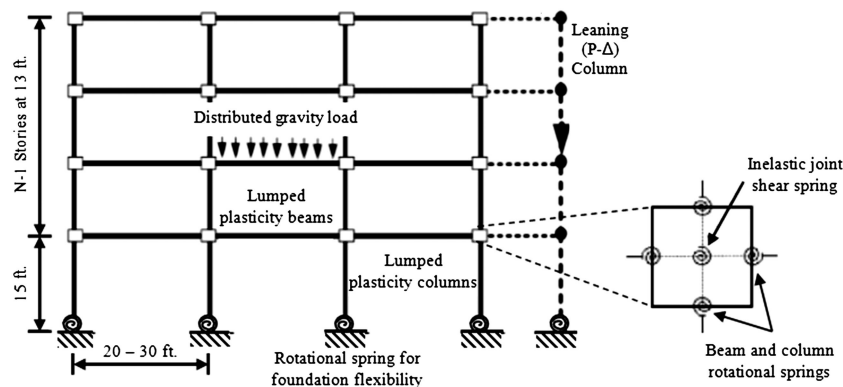 Leaning
(P-Δ)
Column
N-1 Stories at 13 ft.
Distributed gravity load
Lumped
plasticity beams
Inelastic joint
shear spring
15 ft.
Lumped
plasticity columns
20 – 30 ft.
Rotational spring for
foundation flexibility
Beam and column
rotational springs